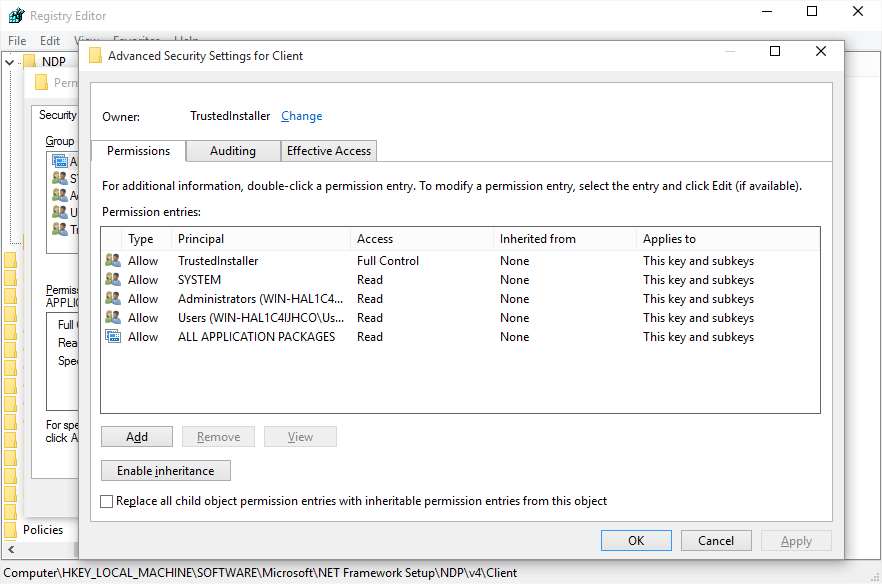 Registry Editor
File Edit View Favorites Help
Advanced Security Settings for Client
NDP
Perm
Owner: TrustedInstaller Change
Security
Group
Permissions Auditing Effective Access
For additional information, double-click a permission entry. To modify a permission entry, select the entry and click Edit (if available).
Permission entries:
Type Principal Access Inherited from Applies to
Allow TrustedInstaller Full Control None This key and subkeys
Allow SYSTEM Read None This key and subkeys
Allow Administrators (WIN-HAL1C4... Read None This key and subkeys
Allow Users (WIN-HAL1C4IJHCO\Us... Read None This key and subkeys
Allow ALL APPLICATION PACKAGES Read None This key and subkeys
Permiss
APPLIC
Full C
Rea
Spec
For spe
click A
Add Remove View
Enable inheritance
Replace all child object permission entries with inheritable permission entries from this object
Policies
OK Cancel Apply
Computer\HKEY_LOCAL_MACHINE\SOFTWARE\Microsoft\NET Framework Setup\NDP\v4\Client